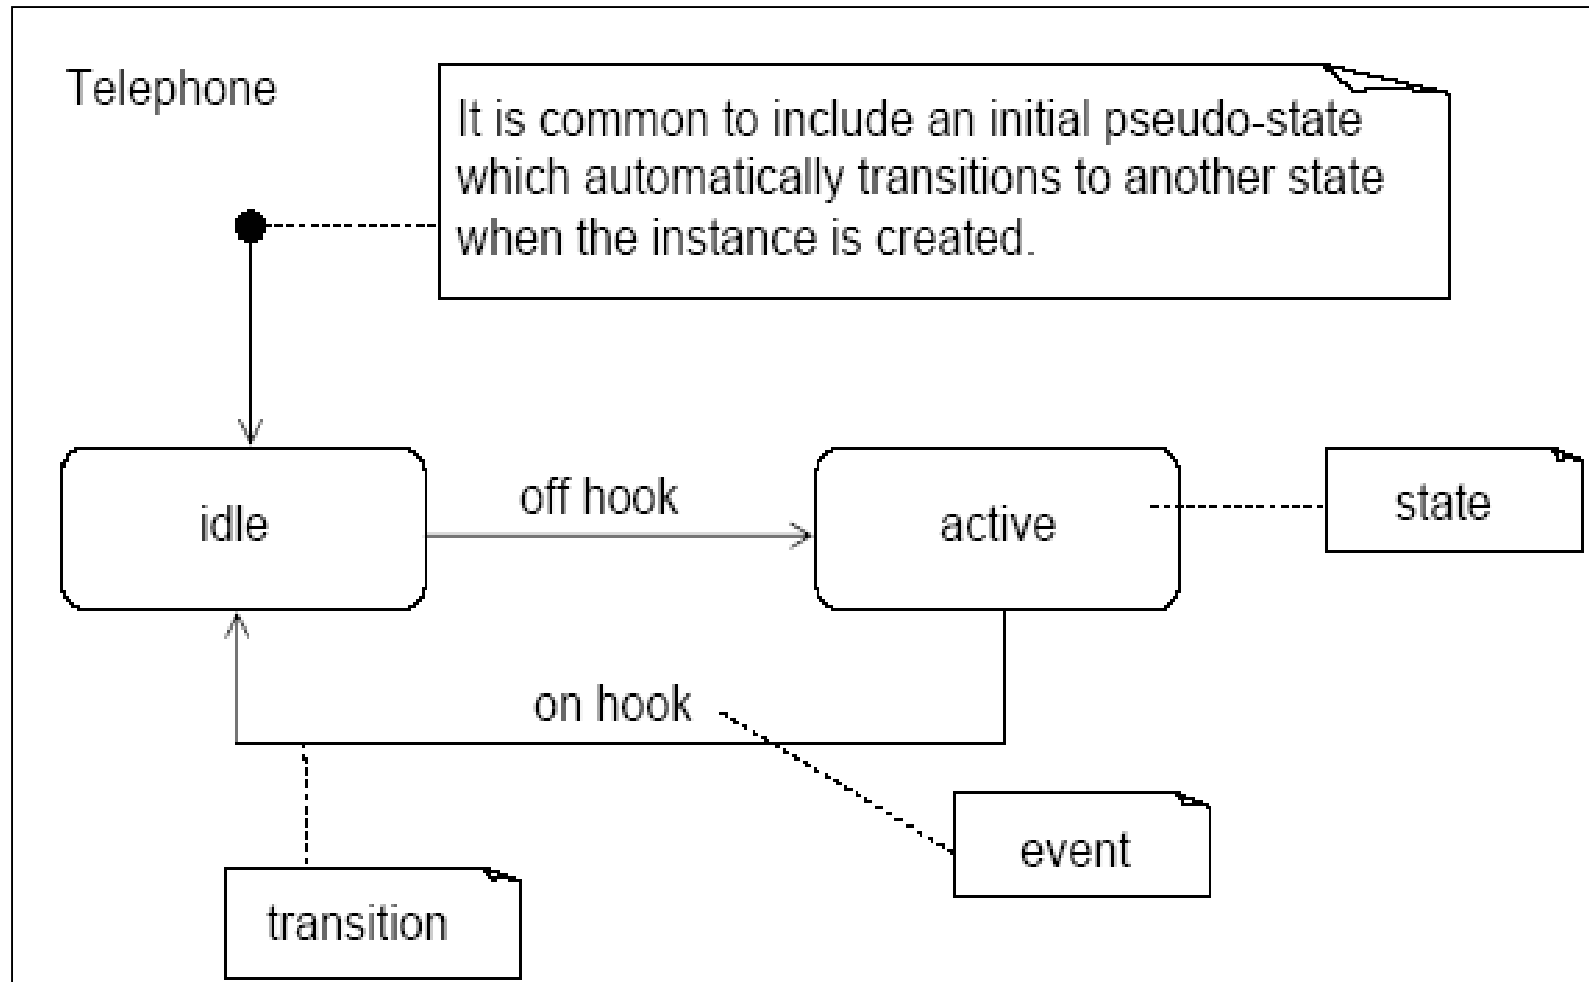 Telephone
It is common to include an initial pseudo-state
which automatically transitions to another state
when the instance is created.
idle
off hook
active
state
on hook
event
transition